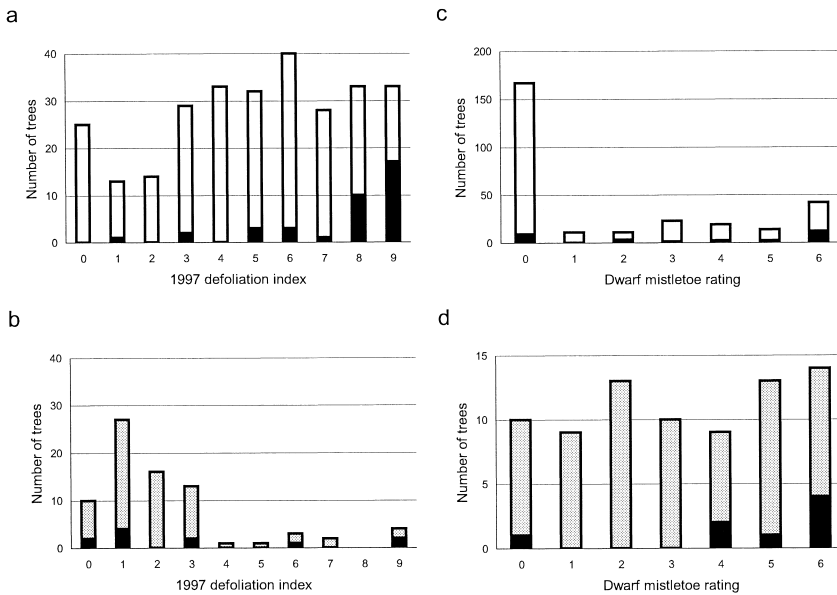 a
Number of trees
40
30
20
10
0
0 1 2 3 4 5 6 7 8 9
1997 defoliation index
c
Number of trees
200
150
100
50
0
0 1 2 3 4 5 6
Dwarf mistletoe rating
b
Number of trees
40
30
20
10
0
0 1 2 3 4 5 6 7 8 9
1997 defoliation index
d
Number of trees
15
10
5
0
0 1 2 3 4 5 6
Dwarf mistletoe rating